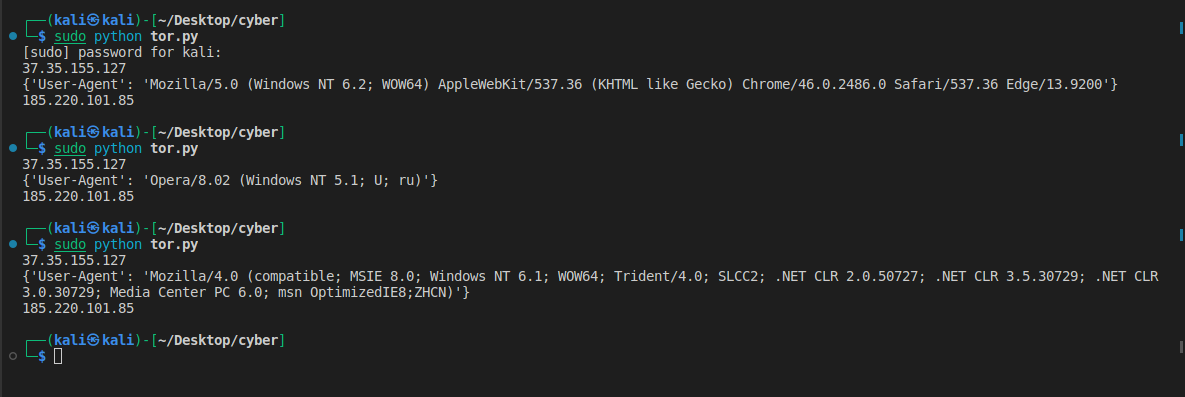 ┌──(kali㉿kali)-[~/Desktop/cyber]
└─$ sudo python tor.py
[sudo] password for kali:
37.35.155.127
{'User-Agent': 'Mozilla/5.0 (Windows NT 6.2; WOW64) AppleWebKit/537.36 (KHTML like Gecko) Chrome/46.0.2486.0 Safari/537.36 Edge/13.9200'}
185.220.101.85
┌──(kali㉿kali)-[~/Desktop/cyber]
└─$ sudo python tor.py
37.35.155.127
{'User-Agent': 'Opera/8.02 (Windows NT 5.1; U; ru)'}
185.220.101.85
┌──(kali㉿kali)-[~/Desktop/cyber]
└─$ sudo python tor.py
37.35.155.127
{'User-Agent': 'Mozilla/4.0 (compatible; MSIE 8.0; Windows NT 6.1; WOW64; Trident/4.0; SLCC2; .NET CLR 2.0.50727; .NET CLR 3.5.30729; .NET CLR
3.0.30729; Media Center PC 6.0; msn OptimizedIE8;ZHCN)'}
185.220.101.85
┌──(kali㉿kali)-[~/Desktop/cyber]
└─$